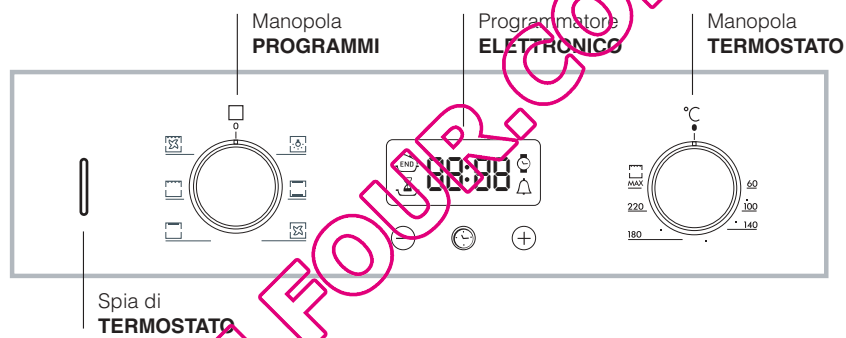 Manopola
PROGRAMMI
Programmatore
ELETTRONICO
Manopola
TERMOSTATO
0
°C
END
88:88
MAX
60
220
100
180
140
Spia di
TERMOSTATO
FOUR.CO